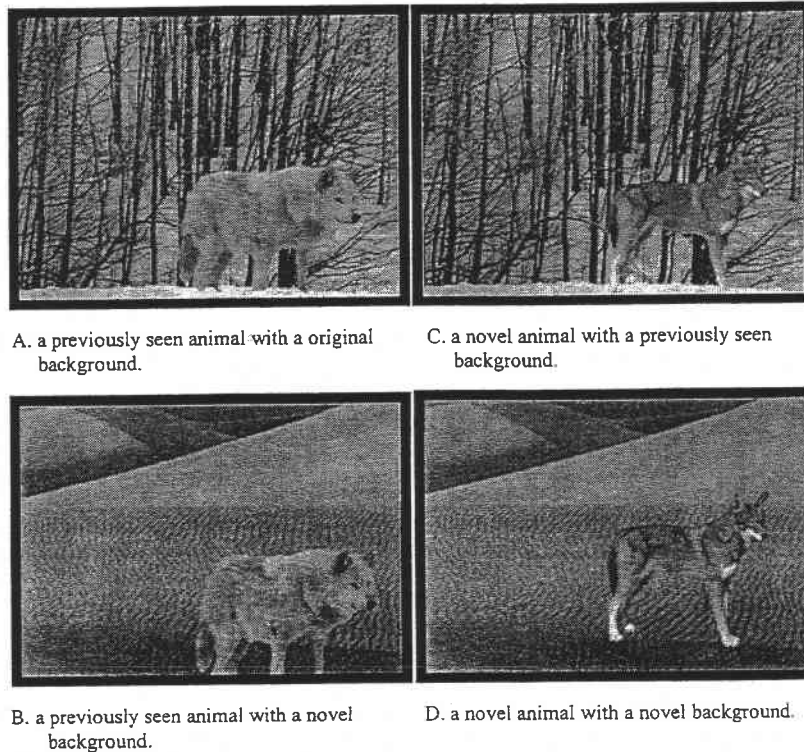 A. a previously seen animal with a original
background.
C. a novel animal with a previously seen
background.
B. a previously seen animal with a novel
background.
D. a novel animal with a novel background.